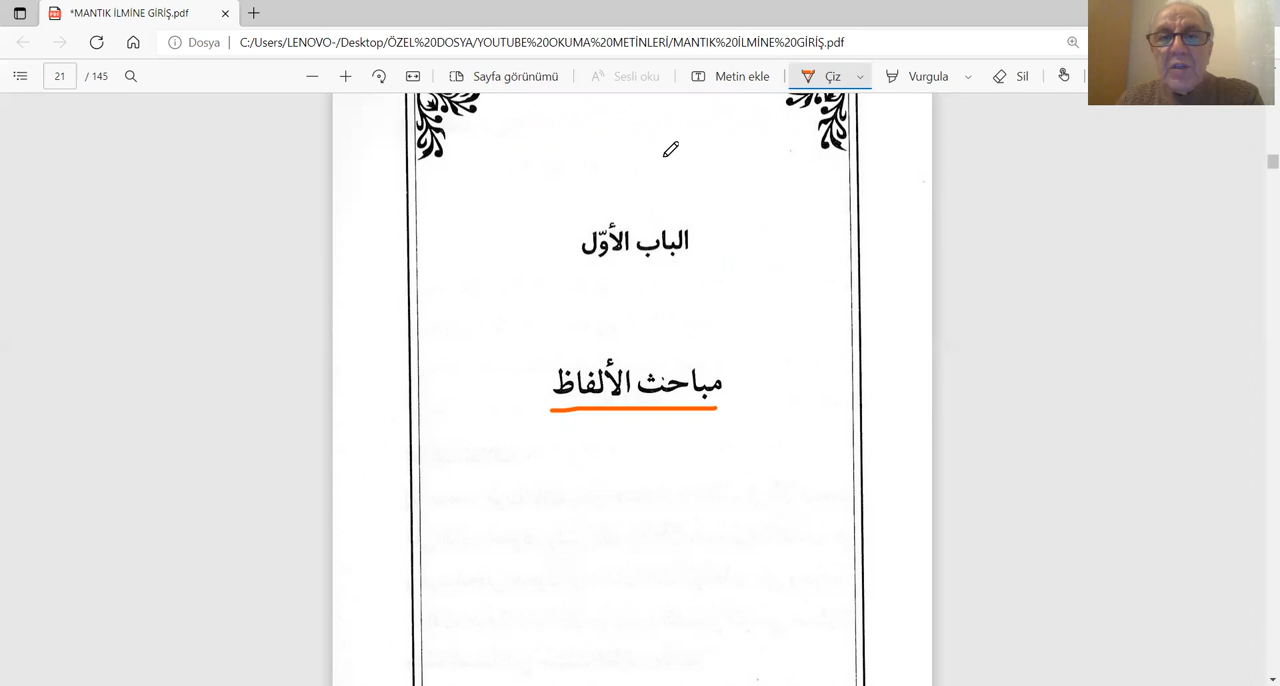 *MANTIK İLMİNE GİRİŞ.pdf
Dosya
C:/Users/LENOVO-/Desktop/ÖZEL%20DOSYA/YOUTUBE%20OKUMA%20METİNLERİ/MANTIK%20İLMİNE%20GİRİŞ.pdf
21 / 145
Sayfa görünümü
Sesli oku
Metin ekle
Çiz
Vurgula
Sil
الباب الأوّل
مباحث الألفاظ